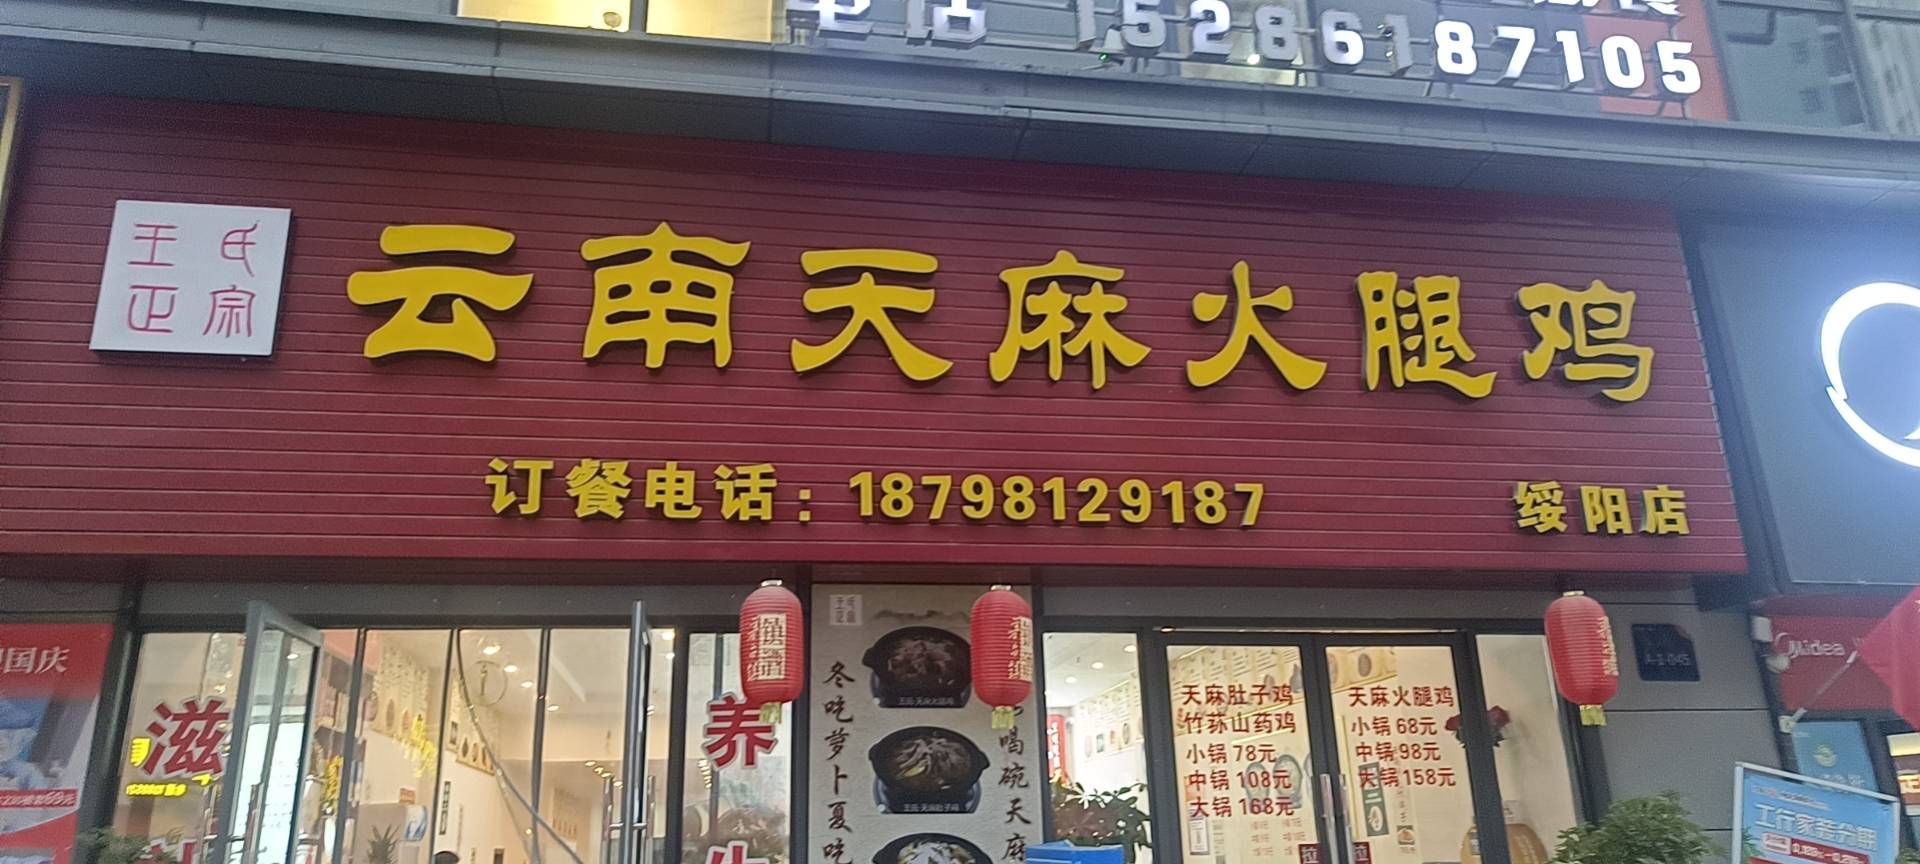 电话 15286187105
王氏
正宗
云南天麻火腿鸡
订餐电话：18798129187
绥阳店
国庆
滋
养
冬吃萝卜夏吃
喝碗天麻
天麻肚子鸡
竹荪山药鸡
小锅 78元
中锅 108元
大锅 168元
天麻火腿鸡
小锅 68元
中锅 98元
大锅 158元
Midea
工行家装分期